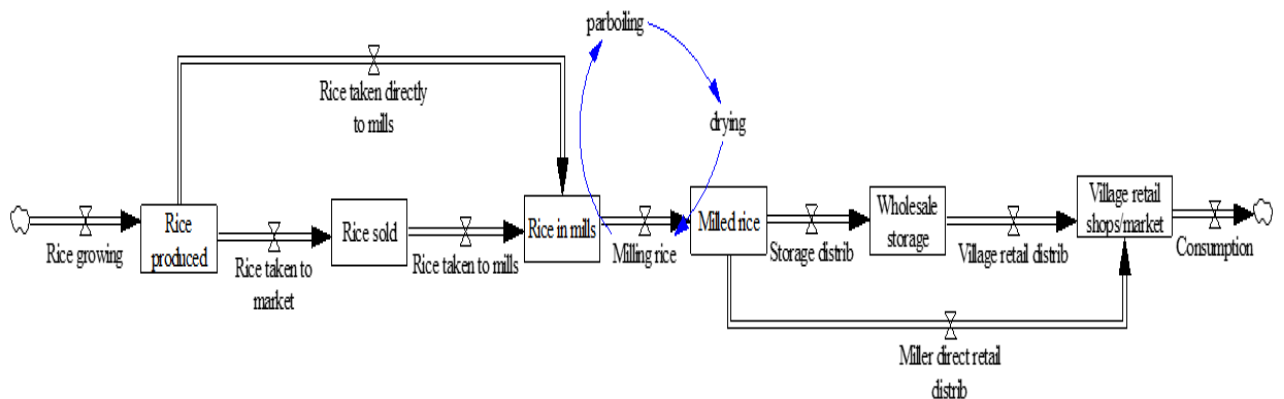 parboiling
Rice taken directly
to mills
drying
Rice growing
Rice
produced
Rice taken to
market
Rice sold
Rice taken to mills
Rice in mills
Milling rice
Milled rice
Storage distrib
Wholesale
storage
Village retail distrib
Village retail
shops/market
Consumption
Miller direct retail
distrib